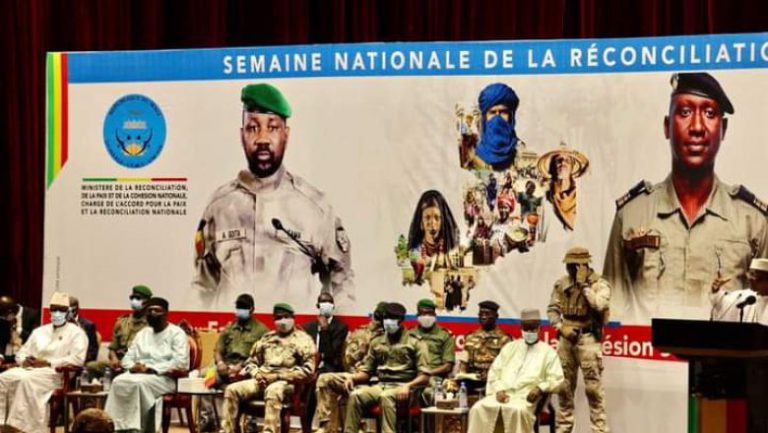 SEMAINE NATIONALE DE LA RÉCONCILIATIO
MINISTERE DE LA RECONCILIATION,
DE LA PAIX ET DE LA COHESION NATIONALE,
CHARGE DE L'ACCORD POUR LA PAIX
ET LA RÉCONCILIATION NATIONALE
A. GOITA
ésion